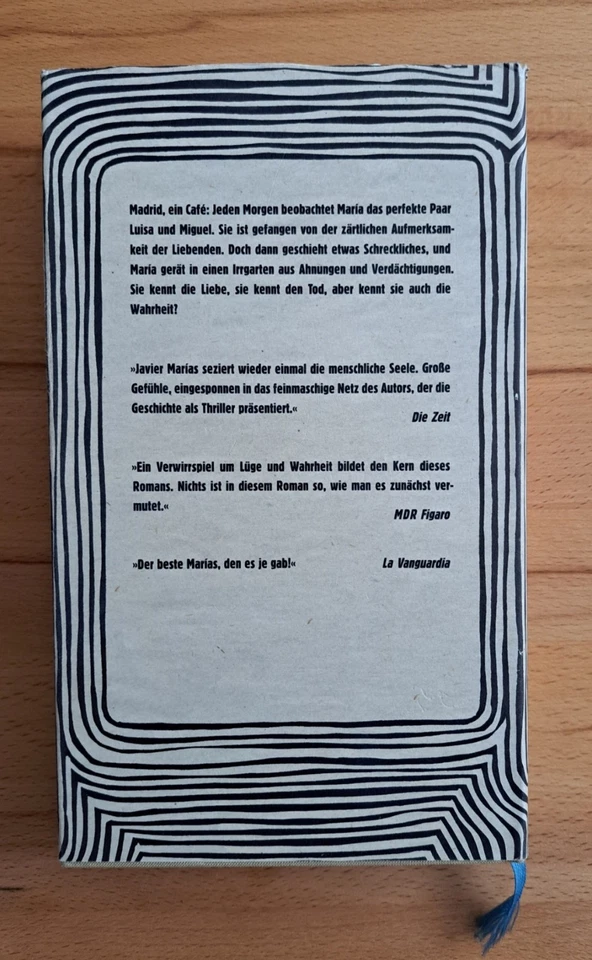 Madrid, ein Café: Jeden Morgen beobachtet María das perfekte Paar
Luisa und Miguel. Sie ist gefangen von der zärtlichen Aufmerksam-
keit der Liebenden. Doch dann geschieht etwas Schreckliches, und
María gerät in einen Irrgarten aus Ahnungen und Verdächtigungen.
Sie kennt die Liebe, sie kennt den Tod, aber kennt sie auch die
Wahrheit?
»Javier Marías seziert wieder einmal die menschliche Seele. Große
Gefühle, eingesponnen in das feinmaschige Netz des Autors, der die
Geschichte als Thriller präsentiert.«
Die Zeit
»Ein Verwirrspiel um Lüge und Wahrheit bildet den Kern dieses
Romans. Nichts ist in diesem Roman so, wie man es zunächst ver-
mutet.«
MDR Figaro
»Der beste Marías, den es je gab!« La Vanguardia